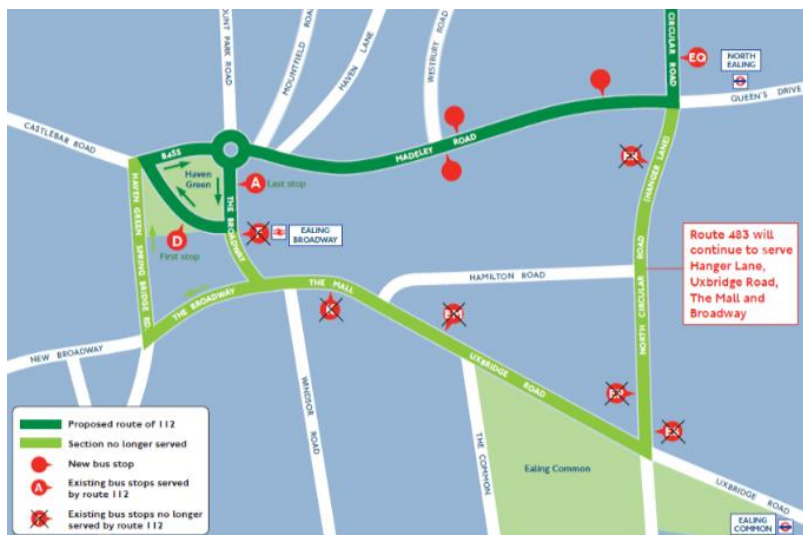 OUNT PARK ROAD
MOUNTFIELD ROA
HAVEN LANE
WESTBURY ROAD
CIRCULAR ROAD
EQ
NORTH
EALING
QUEEN'S DRIVE
CASTLEBAR ROAD
B455
Haven
Green
A
Last stop
MADELEY ROAD
(HANGER LANE)
HAVEN GREEN SPRING BRIDGE RD.
THE BROADWAY
D
First stop
EALING
BROADWAY
Route 483 will
continue to serve
Hanger Lane,
Uxbridge Road,
The Mall and
Broadway
HAMILTON ROAD
THE BROADWAY
THE MALL
K
NORTH CIRCULAR ROAD
NEW BROADWAY
UXBRIDGE ROAD
WINDSOR ROAD
THE COMMON
Ealing Common
UXBRIDGE ROAD
EALING
COMMON
Proposed route of 112
Section no longer served
New bus stop
A
Existing bus stops served
by route 112
Existing bus stops no longer
served by route 112